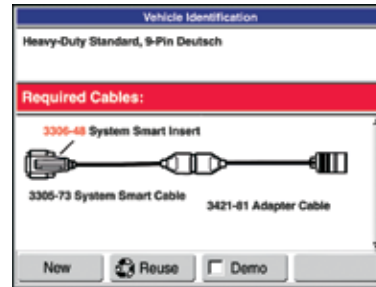 Vehicle Identification
Heavy-Duty Standard, 9-Pin Deutsch
Required Cables:
3306-48 System Smart Insert
3305-73 System Smart Cable
3421-81 Adapter Cable
New
Reuse
Demo